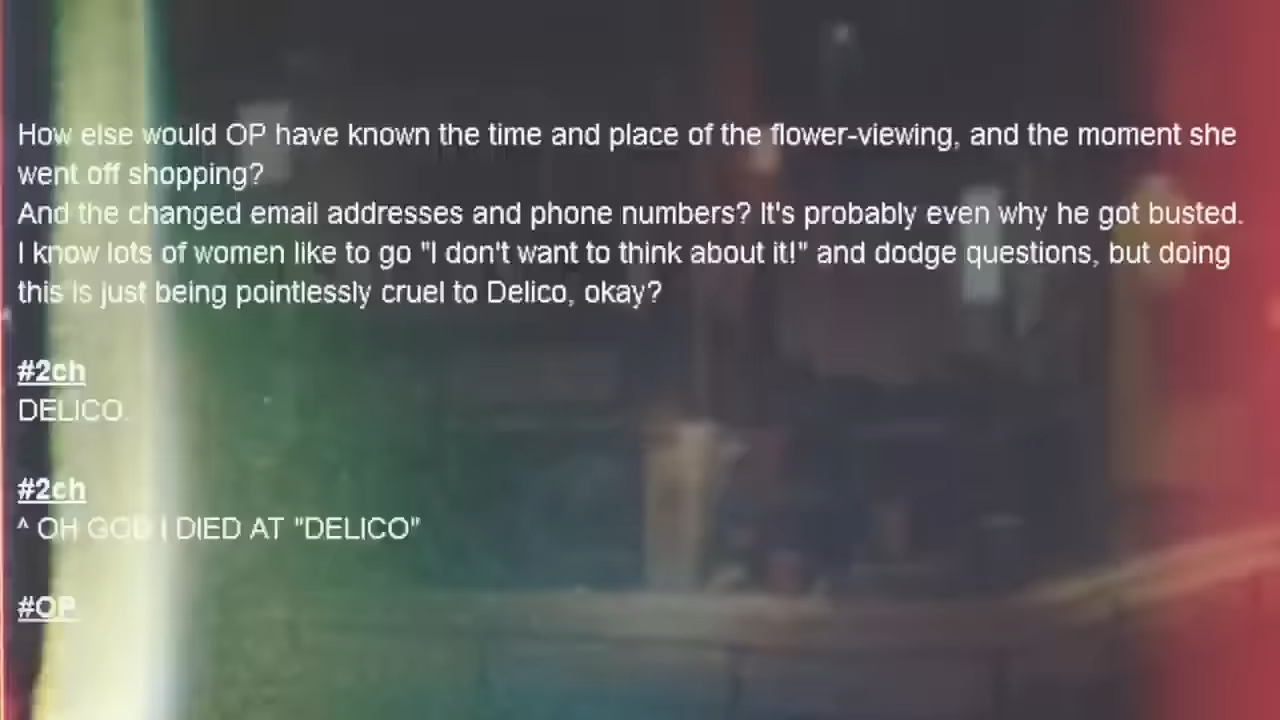 How else would OP have known the time and place of the flower-viewing, and the moment she
went off shopping?
And the changed email addresses and phone numbers? It's probably even why he got busted.
I know lots of women like to go "I don't want to think about it!" and dodge questions, but doing
this is just being pointlessly cruel to Delico, okay?
#2ch
DELICO.
#2ch
^ OH GOD I DIED AT "DELICO"
#OP